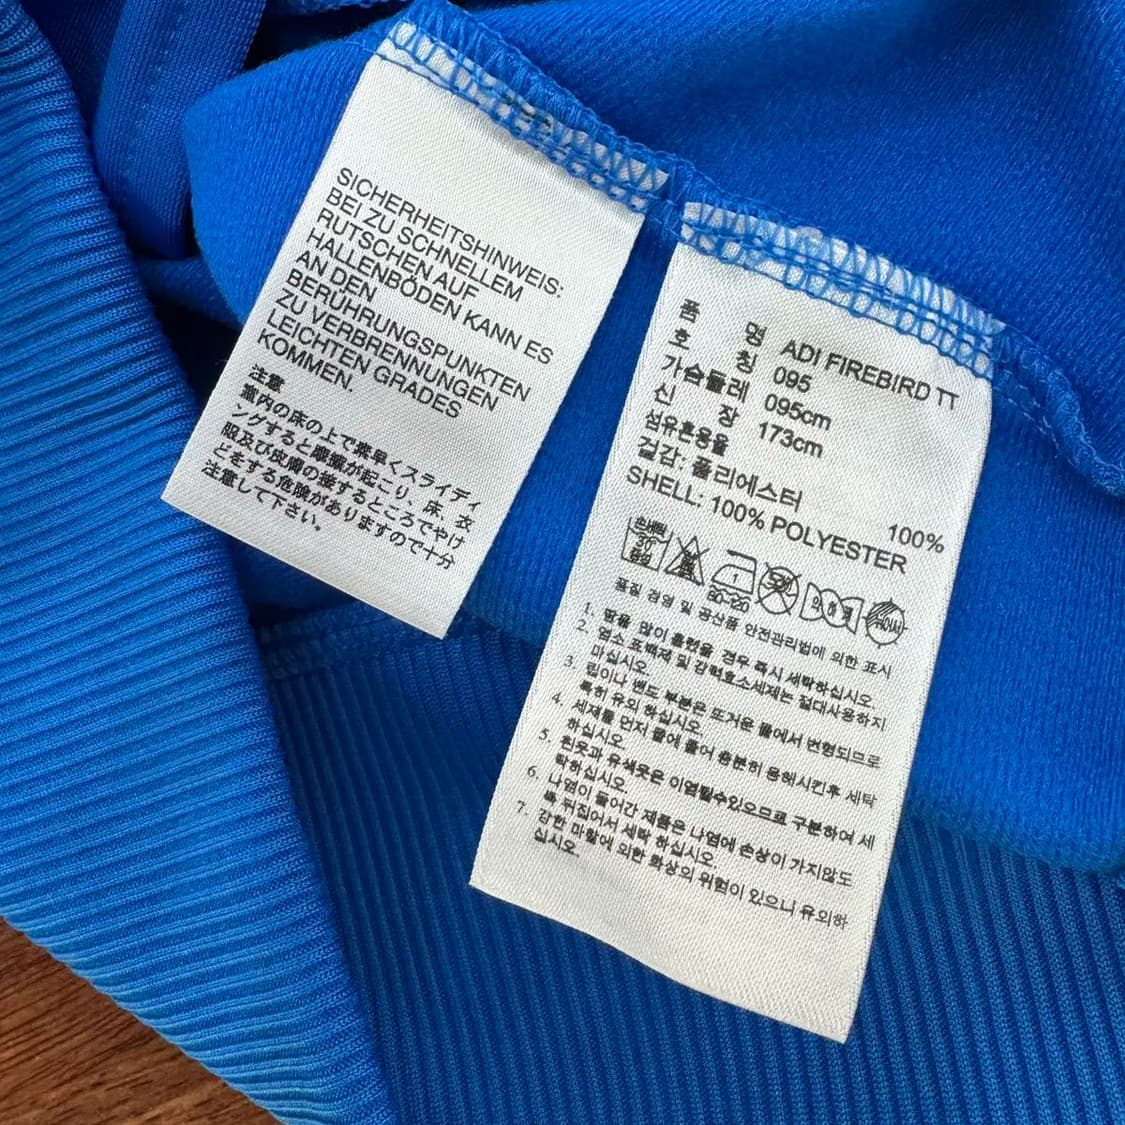 SICHERHEITSHINWEIS:
BEI ZU SCHNELLEM
RUTSCHEN AUF
HALLENBÖDEN KANN ES
AN DEN
BERÜHRUNGSPUNKTEN
ZU VERBRENNUNGEN
LEICHTEN GRADES
KOMMEN.
注意
室内の床の上で素早くスライディ
ングすると摩擦が起こり、床、衣
服及び皮膚の接するところでやけ
どをする危険がありますので十分
注意して下さい。
품 명 ADI FIREBIRD TT
호 칭 095
가슴둘레 095cm
신 장 173cm
섬유혼용율
겉감: 폴리에스터 100%
SHELL: 100% POLYESTER
품질 경영 및 공산품 안전관리법에 의한 표시
1. 땀을 많이 흘렸을 경우 즉시 세탁하십시오.
2. 염소 표백제 및 강력효소세제는 절대사용하지
마십시오.
3. 립이나 밴드 부분은 뜨거운 물에서 변형되므로
특히 유의 하십시오.
4. 세제를 먼저 물에 풀어 충분히 용해시킨후 세탁
하십시오.
5. 흰옷과 유색옷은 이염될수있으므로 구분하여 세
탁하십시오.
6. 나염이 들어간 제품은 나염에 손상이 가지않도
록 뒤집어서 세탁 하십시오.
7. 강한 마찰에 의한 화상의 위험이 있으니 유의하
십시오.